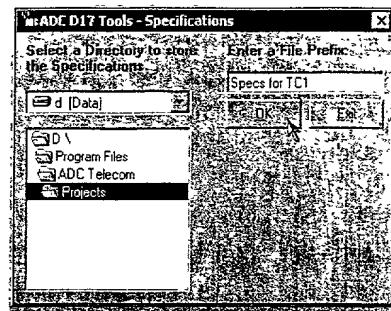 ADC D17 Tools - Specifications
Select a Directory to store
the Specifications
Enter a File Prefix
Specs for TC1
d [Data]
OK
Exit
D \
Program Files
ADC Telecom
Projects